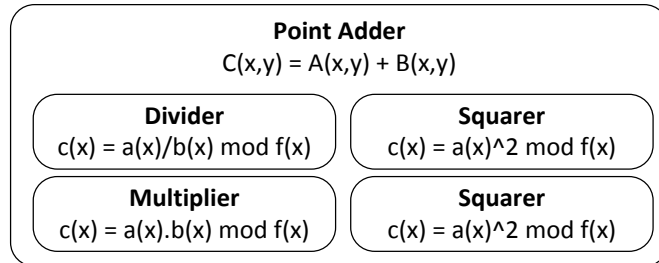 Point Adder
C(x,y) = A(x,y) + B(x,y)
Divider
c(x) = a(x)/b(x) mod f(x)
Squarer
c(x) = a(x)^2 mod f(x)
Multiplier
c(x) = a(x).b(x) mod f(x)
Squarer
c(x) = a(x)^2 mod f(x)